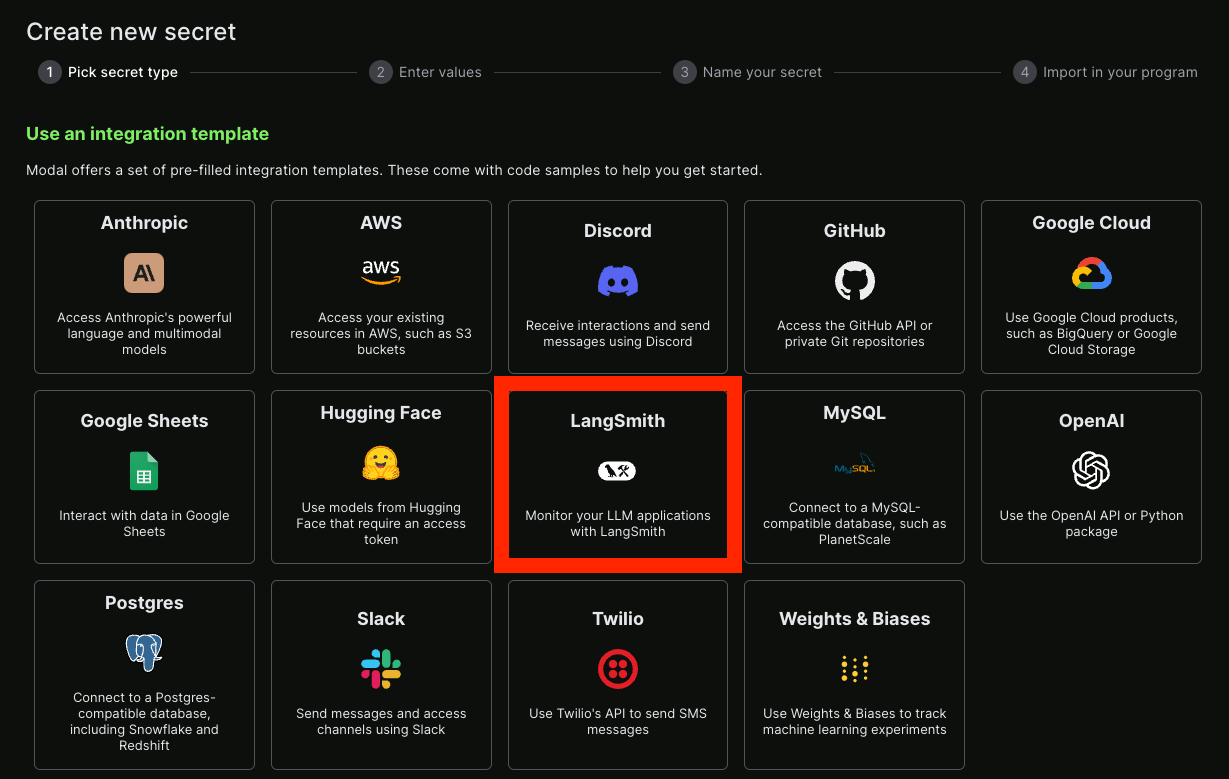 Create new secret
1 Pick secret type
2 Enter values
3 Name your secret
4 Import in your program
Use an integration template
Modal offers a set of pre-filled integration templates. These come with code samples to help you get started.
Anthropic
A\
Access Anthropic's powerful
language and multimodal
models
AWS
aws
Access your existing
resources in AWS, such as S3
buckets
Discord
Receive interactions and send
messages using Discord
GitHub
Access the GitHub API or
private Git repositories
Google Cloud
Use Google Cloud products,
such as BigQuery or Google
Cloud Storage
Google Sheets
Interact with data in Google
Sheets
Hugging Face
Use models from Hugging
Face that require an access
token
LangSmith
Monitor your LLM applications
with LangSmith
MySQL
MySQL
Connect to a MySQL-
compatible database, such as
PlanetScale
OpenAI
Use the OpenAI API or Python
package
Postgres
Connect to a Postgres-
compatible database,
including Snowflake and
Redshift
Slack
Send messages and access
channels using Slack
Twilio
Use Twilio's API to send SMS
messages
Weights & Biases
Use Weights & Biases to track
machine learning experiments